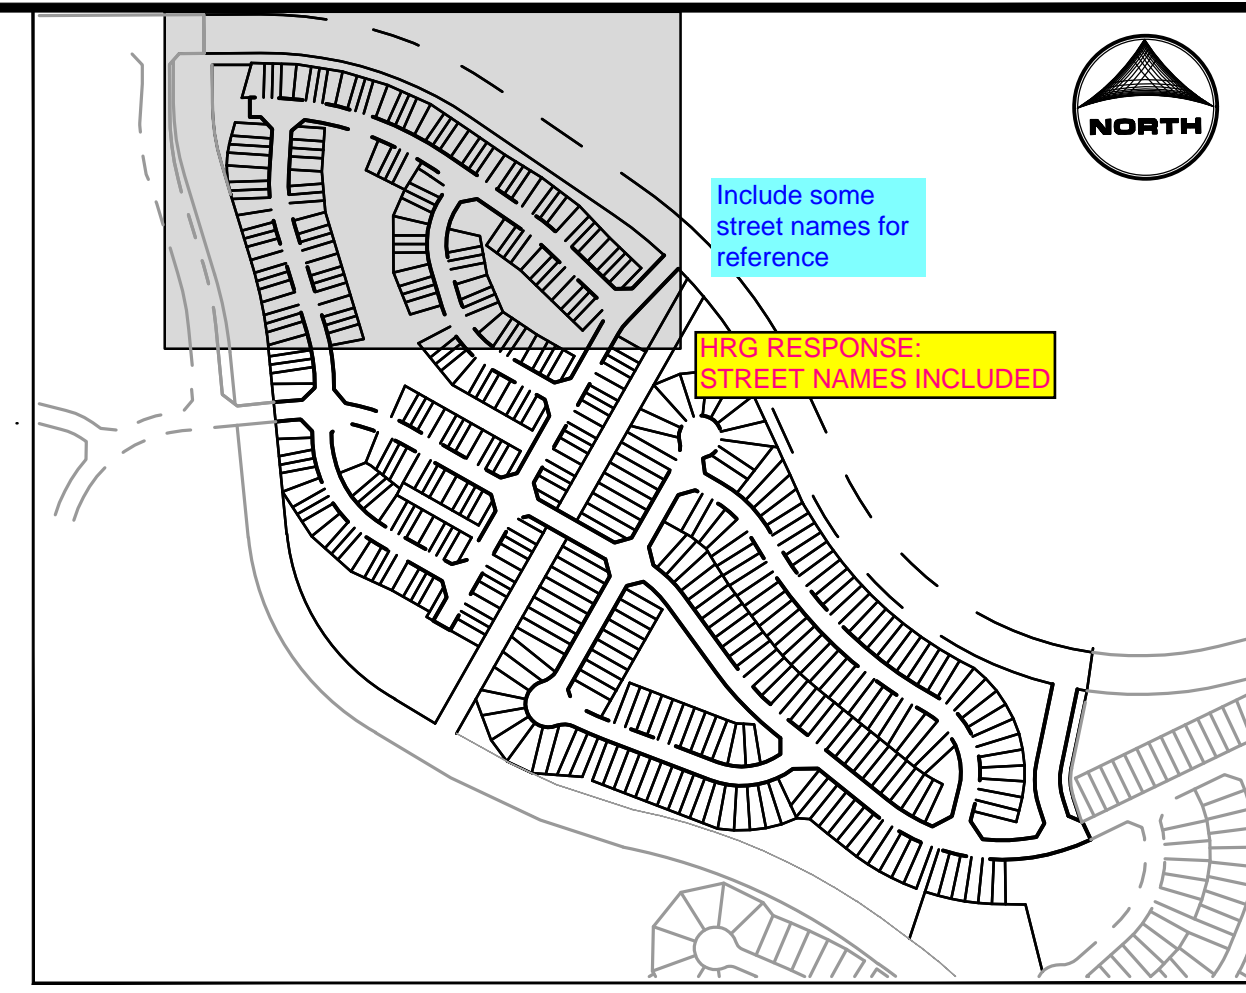 NORTH
Include some
street names for
reference
HRG RESPONSE:
STREET NAMES INCLUDED